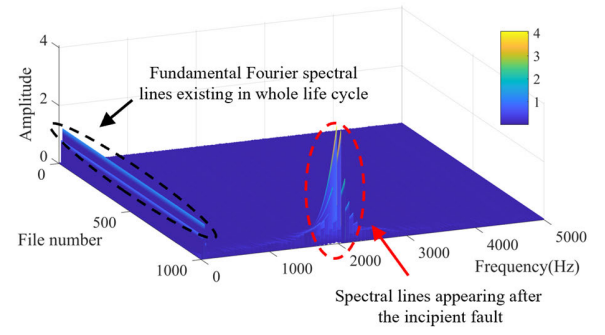 4
Fundamental Fourier spectral
lines existing in whole life cycle
Amplitude
2
0
0
500
File number
1000
0
1000
2000
3000
4000
5000
Frequency(Hz)
4
3
2
1
Spectral lines appearing after
the incipient fault